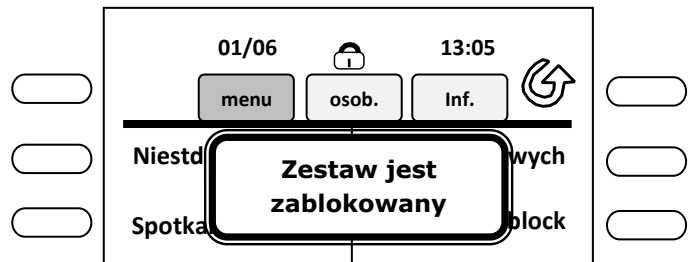 01/06 13:05
menu osob. Inf.
Niestd wych
Zestaw jest
zablokowany
Spotka block